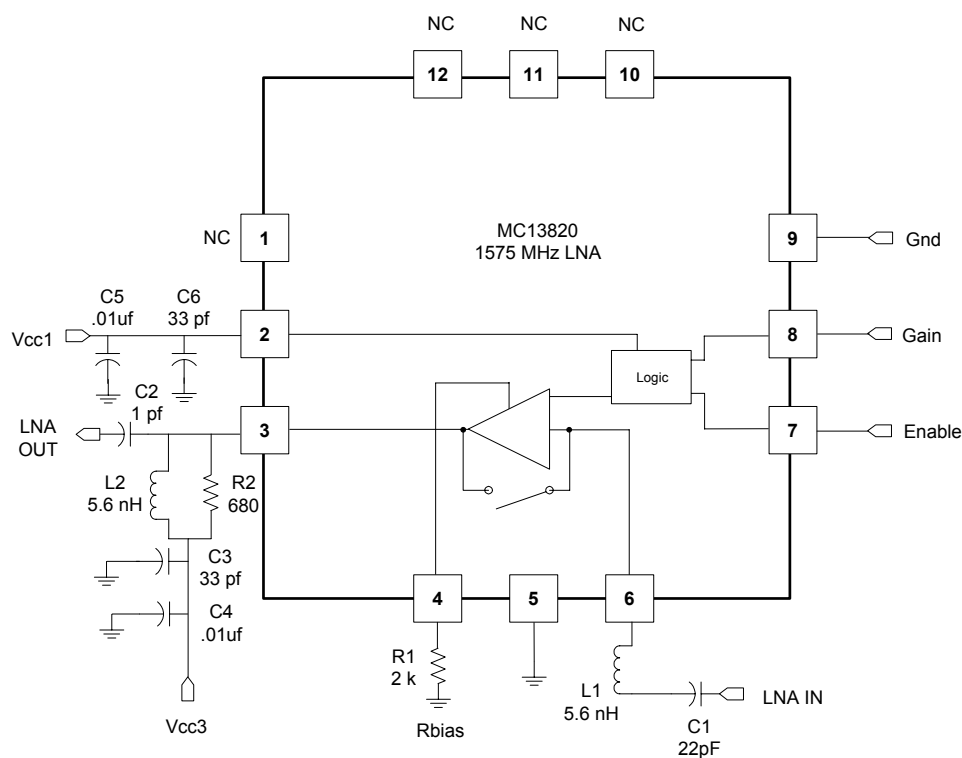 NC
NC
NC
12
11
10
MC13820
1575 MHz LNA
NC
1
9
Gnd
C5
.01uf
C6
33 pf
Vcc1
2
8
Gain
Logic
C2
1 pf
LNA
OUT
3
7
Enable
L2
5.6 nH
R2
680
C3
33 pf
C4
.01uf
4
5
6
R1
2 k
Rbias
L1
5.6 nH
LNA IN
C1
22pF
Vcc3